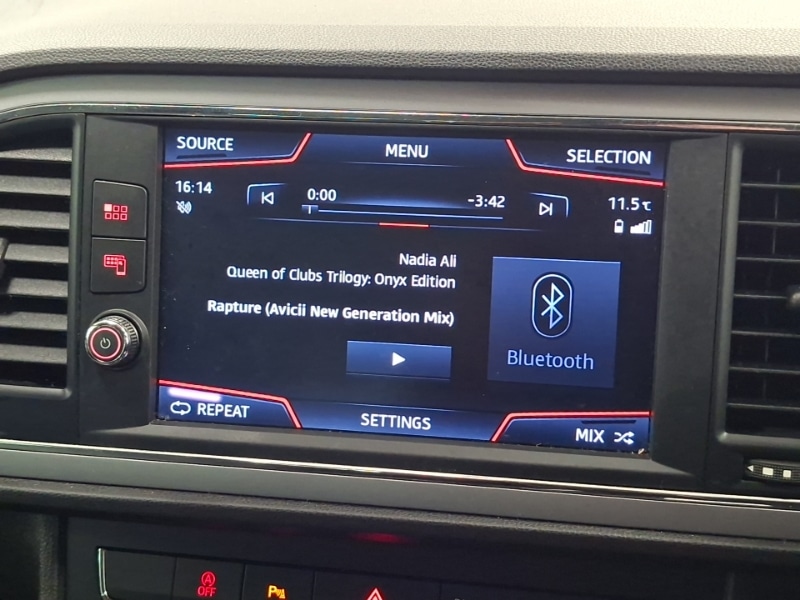 SOURCE
MENU
SELECTION
16:14
0:00
-3:42
11.5℃
Nadia Ali
Queen of Clubs Trilogy: Onyx Edition
Rapture (Avicii New Generation Mix)
Bluetooth
REPEAT
SETTINGS
MIX
A
OFF
P